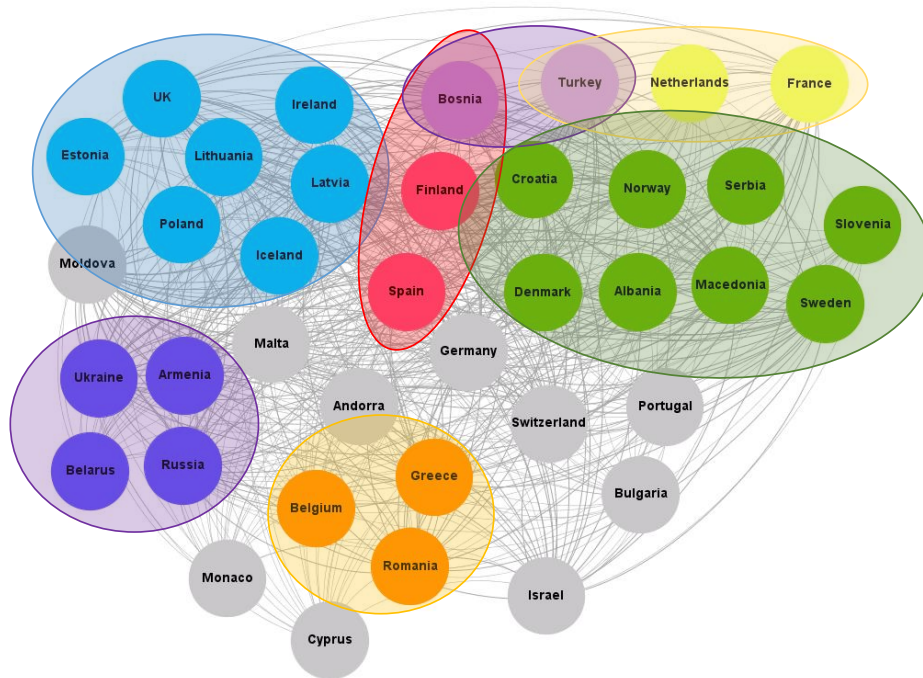 Bosnia
Turkey
Netherlands
France
UK
Ireland
Estonia
Lithuania
Latvia
Finland
Croatia
Norway
Serbia
Slovenia
Poland
Iceland
Moldova
Spain
Denmark
Albania
Macedonia
Sweden
Malta
Germany
Ukraine
Armenia
Andorra
Switzerland
Portugal
Belarus
Russia
Belgium
Greece
Bulgaria
Romania
Monaco
Israel
Cyprus